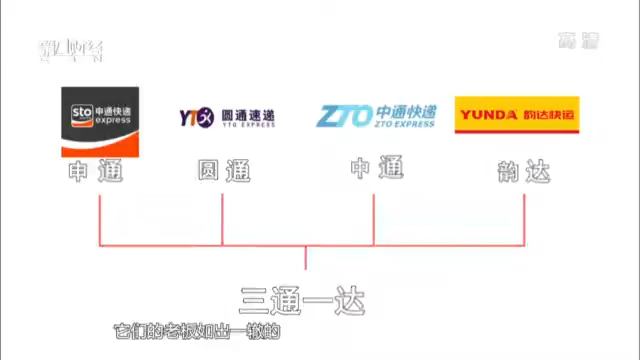 高清
sto 申通快递
express
YTO 圆通速递
YTO EXPRESS
ZTO 中通快递
ZTO EXPRESS
YUNDA 韵达快运
申通
圆通
中通
韵达
三通一达
它们的老板如出一辙的